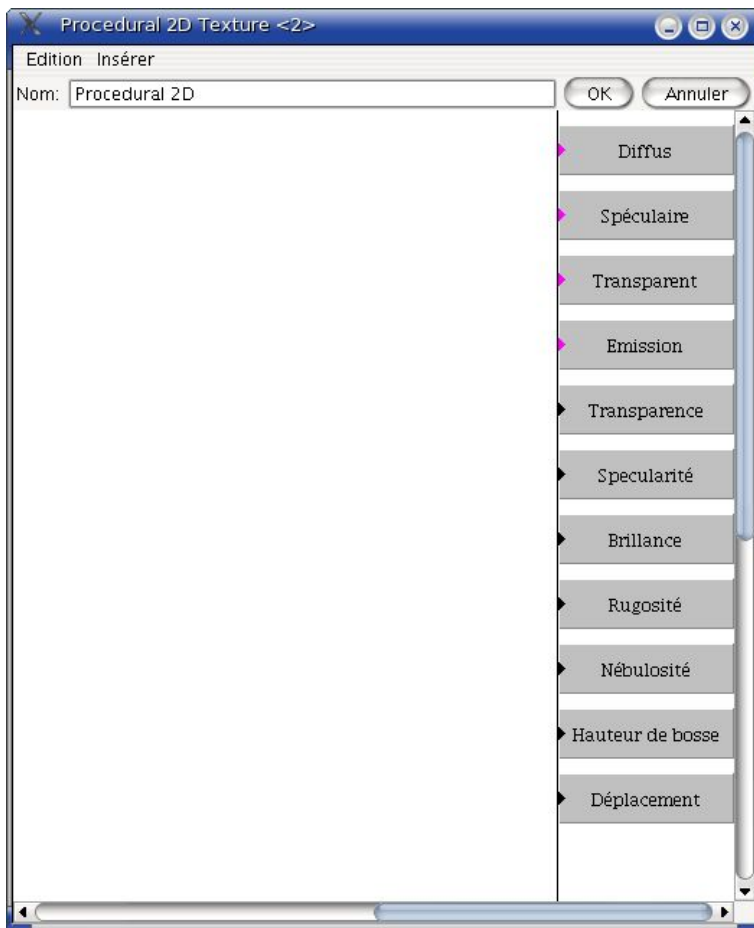 Procedural 2D Texture <2>
Edition Insérer
Nom: Procedural 2D OK Annuler
Diffus
Spéculaire
Transparent
Emission
Transparence
Specularité
Brillance
Rugosité
Nébulosité
Hauteur de bosse
Déplacement